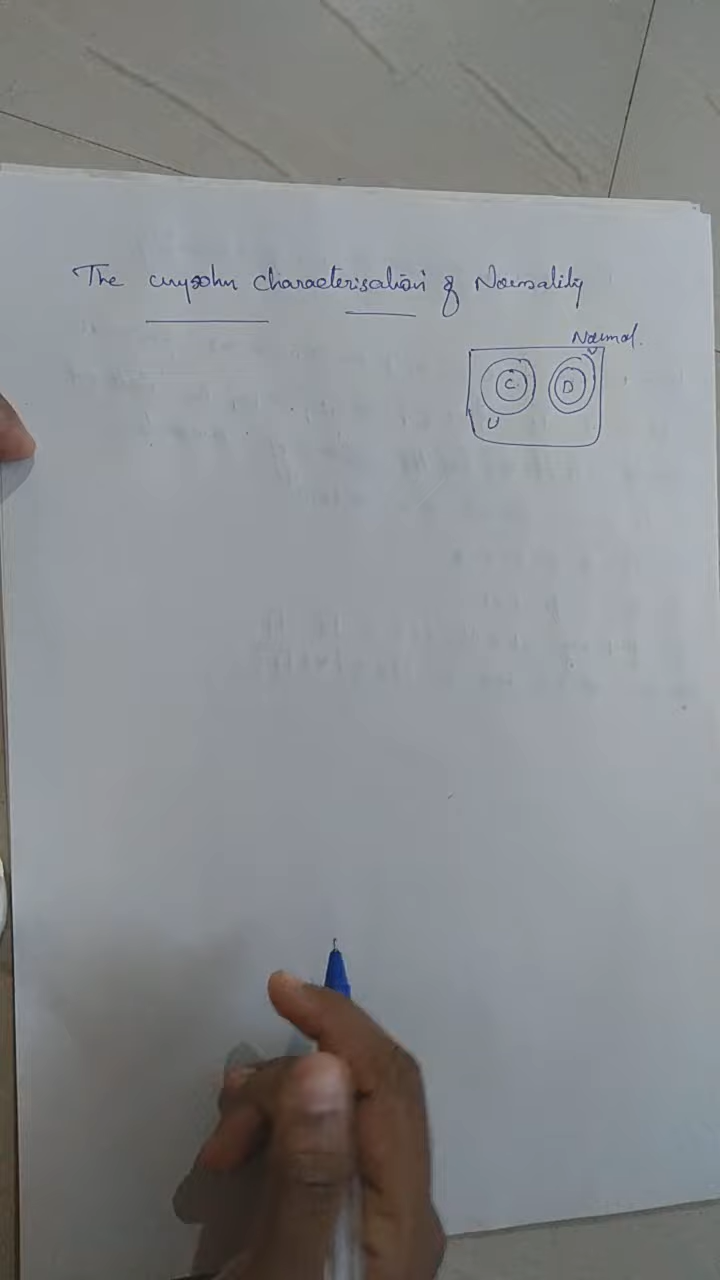 The urysohn characterisation of Normality
Normal.
C D V
U